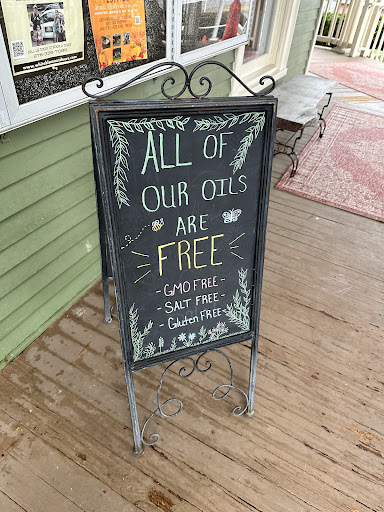 ALL OF
OUR OILS
ARE
FREE
- GMO FREE -
- SALT FREE -
- Gluten FREE -